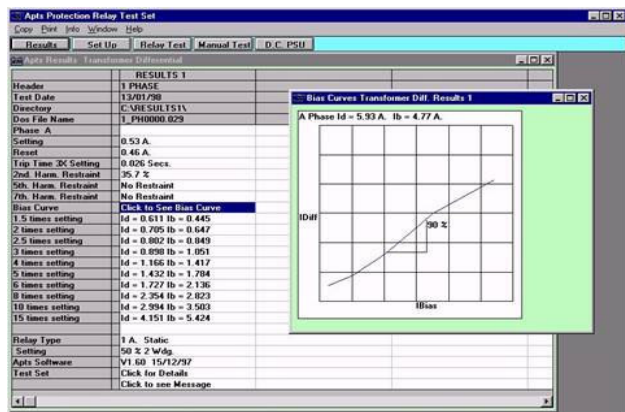 Apts Protection Relay Test Set
Copy Print Info Window Help
Results Set Up Relay Test Manual Test D.C. PSU
Apts Results Transformer Differential
RESULTS 1
Header 1 PHASE
Test Date 13/01/98
Directory C:\RESULTS1\
Dos File Name 1_PH0000.029
Phase A
Setting 0.53 A.
Reset 0.46 A.
Trip Time 3X Setting 0.026 Secs.
2nd. Harm. Restraint 35.7 %
5th. Harm. Restraint No Restraint
7th. Harm. Restraint No Restraint
Bias Curve Click to See Bias Curve
1.5 times setting Id = 0.611 Ib = 0.445
2 times setting Id = 0.705 Ib = 0.647
2.5 times setting Id = 0.802 Ib = 0.849
3 times setting Id = 0.898 Ib = 1.051
4 times setting Id = 1.166 Ib = 1.417
5 times setting Id = 1.432 Ib = 1.784
6 times setting Id = 1.727 Ib = 2.136
8 times setting Id = 2.354 Ib = 2.823
10 times setting Id = 2.994 Ib = 3.503
15 times setting Id = 4.151 Ib = 5.424
Relay Type 1 A. Static
Setting 50 % 2 Wdg.
Apts Software V1.60 15/12/97
Test Set Click for Details
Click to see Message
Bias Curves Transformer Diff. Results 1
A Phase Id = 5.93 A. Ib = 4.77 A.
IDiff
90 %
IBias